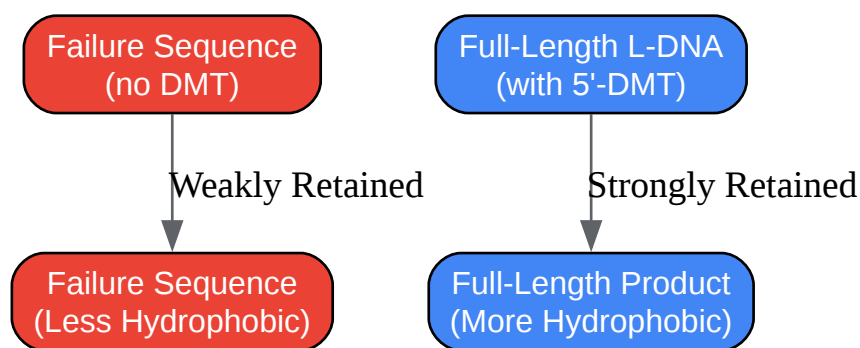 Failure Sequence
(no DMT)
Full-Length L-DNA
(with 5'-DMT)
Weakly Retained
Strongly Retained
Failure Sequence
(Less Hydrophobic)
Full-Length Product
(More Hydrophobic)